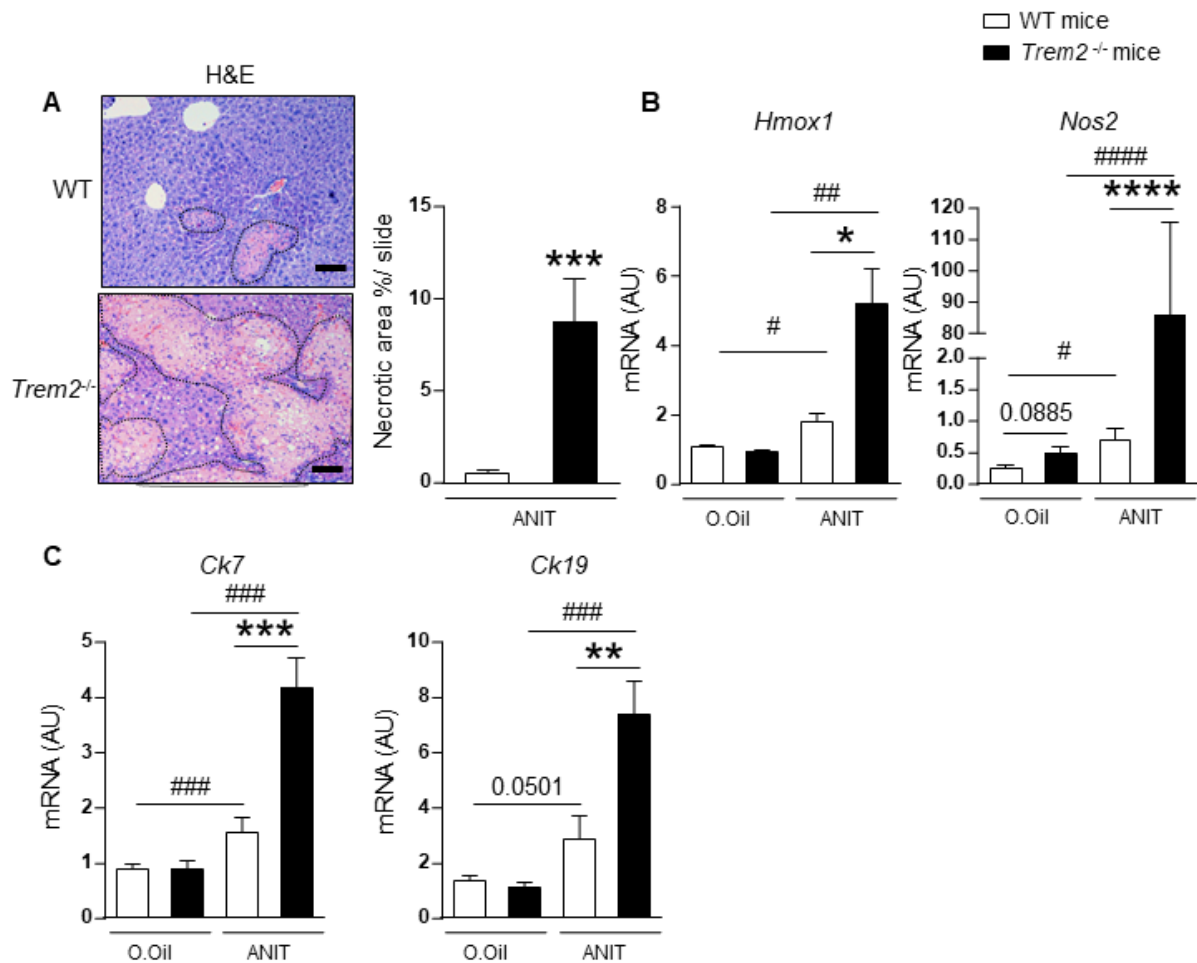 WT mice
Trem2 -/- mice
A
H&E
WT
Trem2-/-
Necrotic area %/ slide
15
10
5
0
***
ANIT
B
Hmox1
mRNA (AU)
8
6
4
2
0
##
*
#
O.Oil
ANIT
Nos2
mRNA (AU)
120
110
100
90
80
2.0
1.5
1.0
0.5
0.0
####
****
#
0.0885
O.Oil
ANIT
C
Ck7
mRNA (AU)
5
4
3
2
1
0
###
***
###
O.Oil
ANIT
Ck19
mRNA (AU)
10
8
6
4
2
0
###
**
0.0501
O.Oil
ANIT